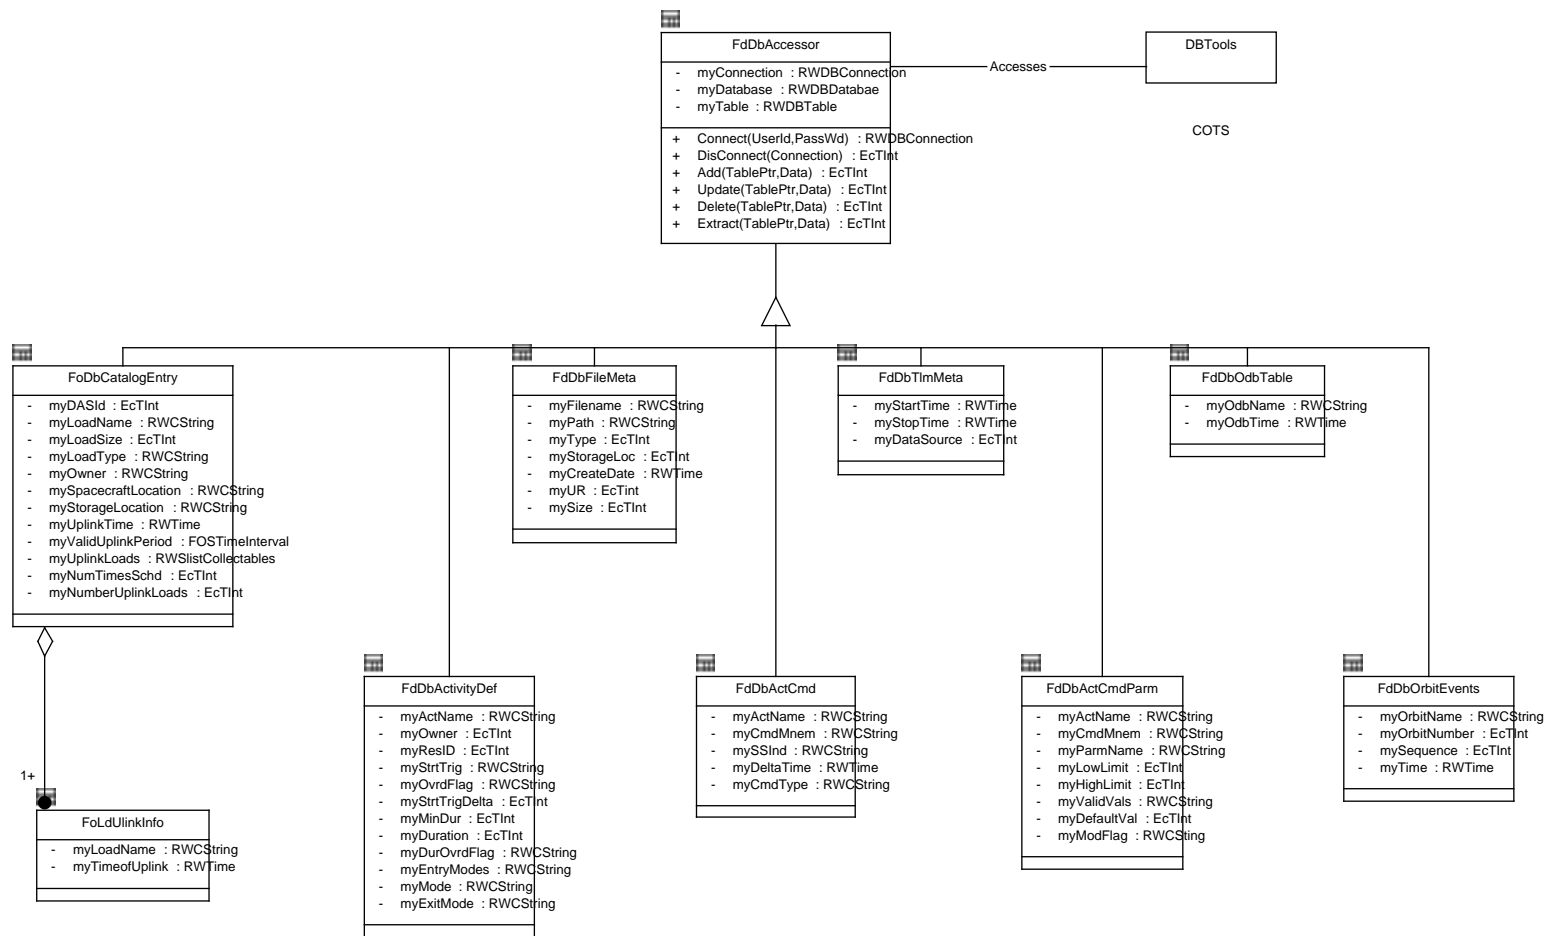 FdDbAccessor
- myConnection : RWDBConnection
- myDatabase : RWDBDatabae
- myTable : RWDBTable
+ Connect(UserId,PassWd) : RWDBConnection
+ DisConnect(Connection) : EcTInt
+ Add(TablePtr,Data) : EcTInt
+ Update(TablePtr,Data) : EcTInt
+ Delete(TablePtr,Data) : EcTInt
+ Extract(TablePtr,Data) : EcTInt
Accesses
DBTools
COTS
FoDbCatalogEntry
- myDASId : EcTInt
- myLoadName : RWCString
- myLoadSize : EcTInt
- myLoadType : RWCString
- myOwner : RWCString
- mySpacecraftLocation : RWCString
- myStorageLocation : RWCString
- myUplinkTime : RWTime
- myValidUplinkPeriod : FOSTimeInterval
- myUplinkLoads : RWSlistCollectables
- myNumTimesSchd : EcTInt
- myNumberUplinkLoads : EcTInt
FdDbFileMeta
- myFilename : RWCString
- myPath : RWCString
- myType : EcTInt
- myStorageLoc : EcTInt
- myCreateDate : RWTime
- myUR : EcTint
- mySize : EcTInt
FdDbTlmMeta
- myStartTime : RWTime
- myStopTime : RWTime
- myDataSource : EcTInt
FdDbOdbTable
- myOdbName : RWCString
- myOdbTime : RWTime
1+
FoLdUlinkInfo
- myLoadName : RWCString
- myTimeofUplink : RWTime
FdDbActivityDef
- myActName : RWCString
- myOwner : EcTInt
- myResID : EcTInt
- myStrtTrig : RWCString
- myOvrdFlag : RWCString
- myStrtTrigDelta : EcTInt
- myMinDur : EcTInt
- myDuration : EcTInt
- myDurOvrdFlag : RWCString
- myEntryModes : RWCString
- myMode : RWCString
- myExitMode : RWCString
FdDbActCmd
- myActName : RWCString
- myCmdMnem : RWCString
- mySSInd : RWCString
- myDeltaTime : RWTime
- myCmdType : RWCString
FdDbActCmdParm
- myActName : RWCString
- myCmdMnem : RWCString
- myParmName : RWCString
- myLowLimit : EcTInt
- myHighLimit : EcTInt
- myValidVals : RWCString
- myDefaultVal : EcTInt
- myModFlag : RWCSting
FdDbOrbitEvents
- myOrbitName : RWCString
- myOrbitNumber : EcTInt
- mySequence : EcTInt
- myTime : RWTime